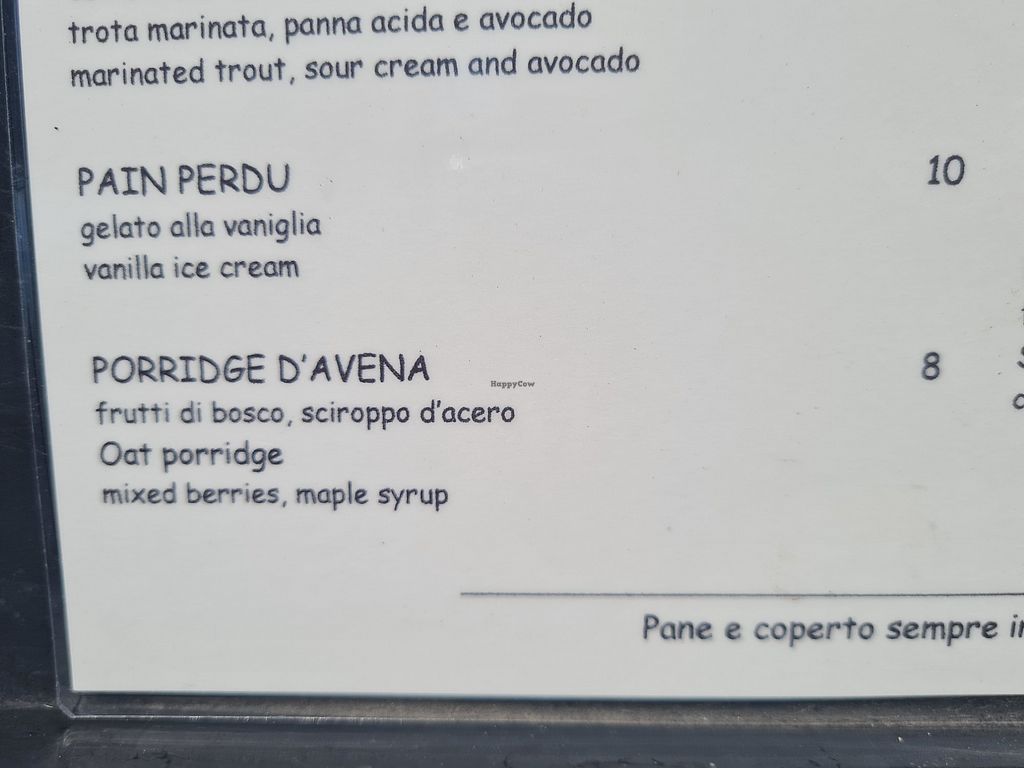 trota marinata, panna acida e avocado
marinated trout, sour cream and avocado
PAIN PERDU 10
gelato alla vaniglia
vanilla ice cream
PORRIDGE D'AVENA 8
HappyCow
frutti di bosco, sciroppo d'acero
Oat porridge
mixed berries, maple syrup
Pane e coperto sempre